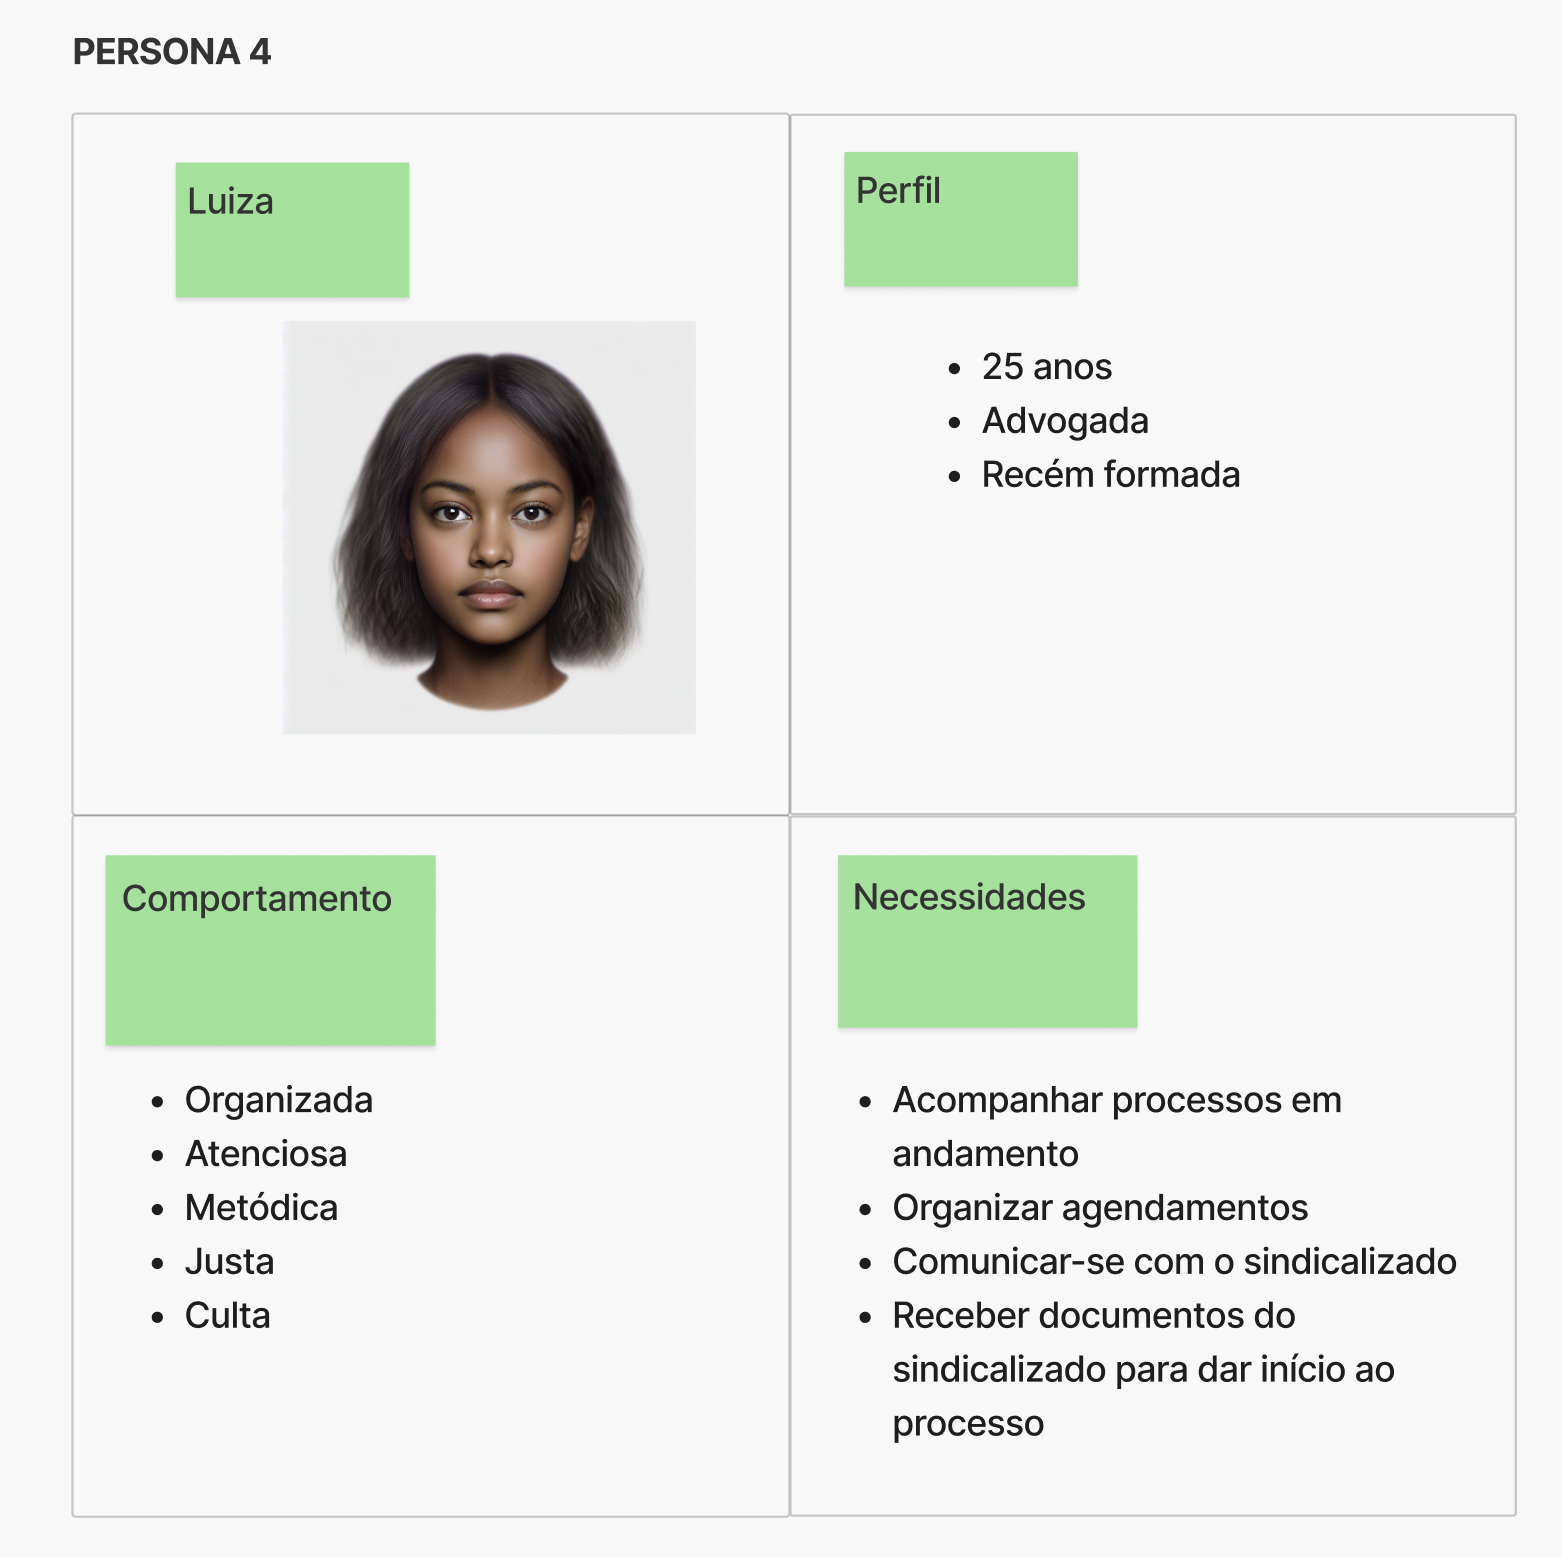 PERSONA 4
Luiza
Perfil
• 25 anos
• Advogada
• Recém formada
Comportamento
• Organizada
• Atenciosa
• Metódica
• Justa
• Culta
Necessidades
• Acompanhar processos em
andamento
• Organizar agendamentos
• Comunicar-se com o sindicalizado
• Receber documentos do
sindicalizado para dar início ao
processo